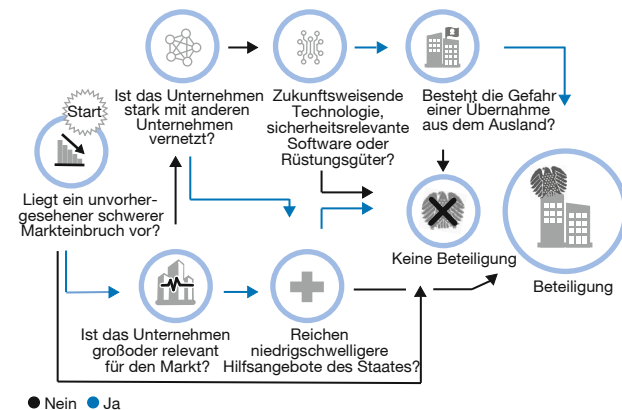 Start
Liegt ein unvorher-
gesehener schwerer
Markteinbruch vor?
Ist das Unternehmen
stark mit anderen
Unternehmen
vernetzt?
Zukunftsweisende
Technologie,
sicherheitsrelevante
Software oder
Rüstungsgüter?
Besteht die Gefahr
einer Übernahme
aus dem Ausland?
Keine Beteiligung
Beteiligung
Ist das Unternehmen
großoder relevant
für den Markt?
Reichen
niedrigschwelligere
Hilfsangebote des Staates?
Nein Ja